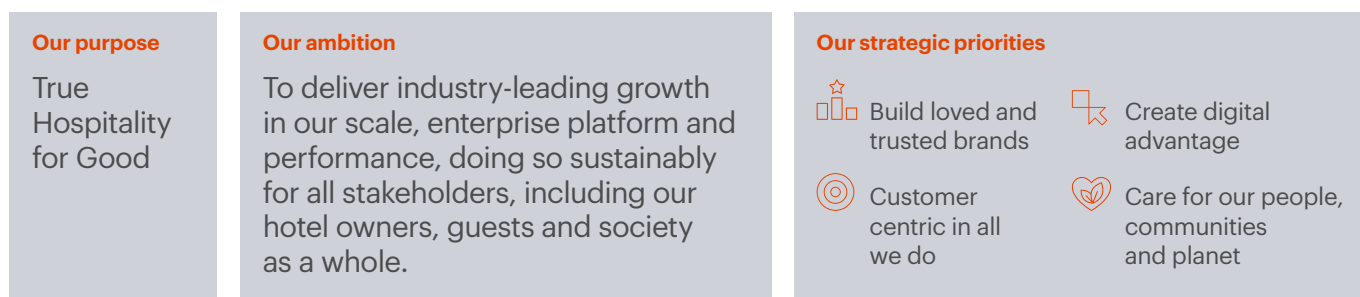 Our purpose
True
Hospitality
for Good
Our ambition
To deliver industry-leading growth
in our scale, enterprise platform and
performance, doing so sustainably
for all stakeholders, including our
hotel owners, guests and society
as a whole.
Our strategic priorities
Build loved and
trusted brands
Create digital
advantage
Customer
centric in all
we do
Care for our people,
communities
and planet